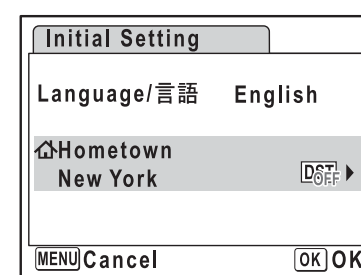 Initial Setting
Language/言語 English
Hometown
New York DST OFF
MENU Cancel OK OK